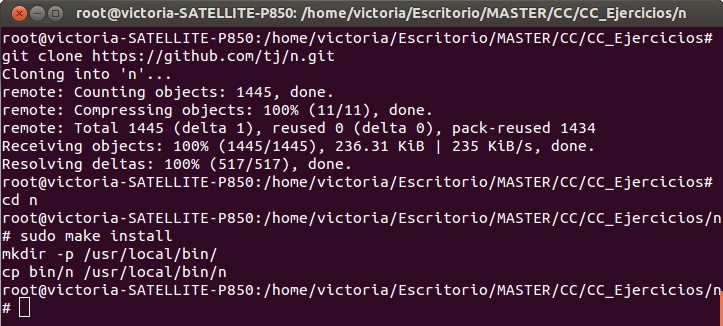 root@victoria-SATELLITE-P850: /home/victoria/Escritorio/MASTER/CC/CC_Ejercicios/n
root@victoria-SATELLITE-P850:/home/victoria/Escritorio/MASTER/CC/CC_Ejercicios#
git clone https://github.com/tj/n.git
Cloning into 'n'...
remote: Counting objects: 1445, done.
remote: Compressing objects: 100% (11/11), done.
remote: Total 1445 (delta 1), reused 0 (delta 0), pack-reused 1434
Receiving objects: 100% (1445/1445), 236.31 KiB | 235 KiB/s, done.
Resolving deltas: 100% (517/517), done.
root@victoria-SATELLITE-P850:/home/victoria/Escritorio/MASTER/CC/CC_Ejercicios#
cd n
root@victoria-SATELLITE-P850:/home/victoria/Escritorio/MASTER/CC/CC_Ejercicios/n
# sudo make install
mkdir -p /usr/local/bin/
cp bin/n /usr/local/bin/n
root@victoria-SATELLITE-P850:/home/victoria/Escritorio/MASTER/CC/CC_Ejercicios/n
#